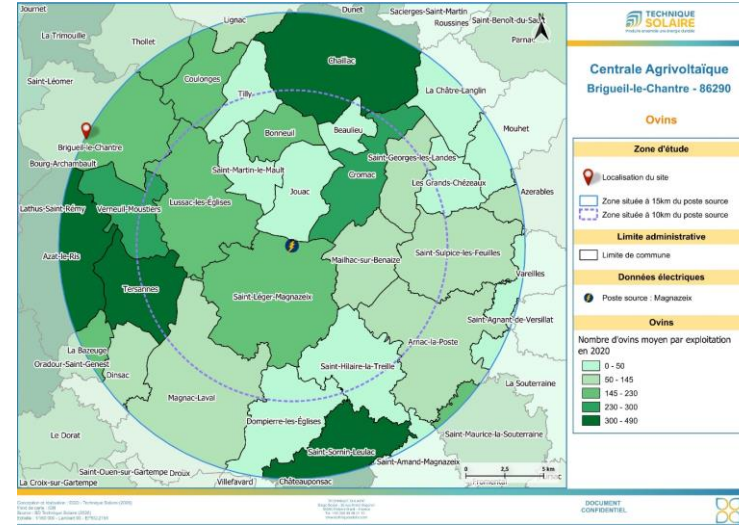 Journet
Lignac
Dunet
Sacierges-Saint-Martin
Roussines
Saint-Benoît-du-Sault
Parnac
La Trimouille
Thollet
Coulonges
Tilly
Chaillac
La Châtre-Langlin
Saint-Léomer
Mouhet
Brigueil-le-Chantre
Bonneuil
Beaulieu
Bourg-Archambault
Saint-Martin-le-Mault
Cromac
Saint-Georges-les-Landes
Les Grands-Chézeaux
Azerables
Jouac
Lathus-Saint-Rémy
Verneuil-Moustiers
Lussac-les-Églises
Azat-le-Ris
Mailhac-sur-Benaize
Saint-Sulpice-les-Feuilles
Vareilles
Tersannes
Saint-Léger-Magnazeix
Saint-Agnant-de-Versillat
Arnac-la-Poste
La Bazeuge
Oradour-Saint-Genest
Dinsac
Saint-Hilaire-la-Treille
La Souterraine
Magnac-Laval
Dompierre-les-Églises
Le Dorat
Saint-Sornin-Leulac
Saint-Maurice-la-Souterraine
Saint-Ouen-sur-Gartempe
Droux
Saint-Amand-Magnazeix
La Croix-sur-Gartempe
Villefavard
Châteauponsac
0 2,5 5 km
TECHNIQUE
SOLAIRE
Centrale Agrivoltaïque
Brigueil-le-Chantre - 86290
Ovins
Zone d'étude
Localisation du site
Zone située à 15km du poste source
Zone située à 10km du poste source
Limite administrative
Limite de commune
Données électriques
Poste source : Magnazeix
Ovins
Nombre d'ovins moyen par exploitation
en 2020
0 - 50
50 - 145
145 - 230
230 - 300
300 - 490
DOCUMENT
CONFIDENTIEL